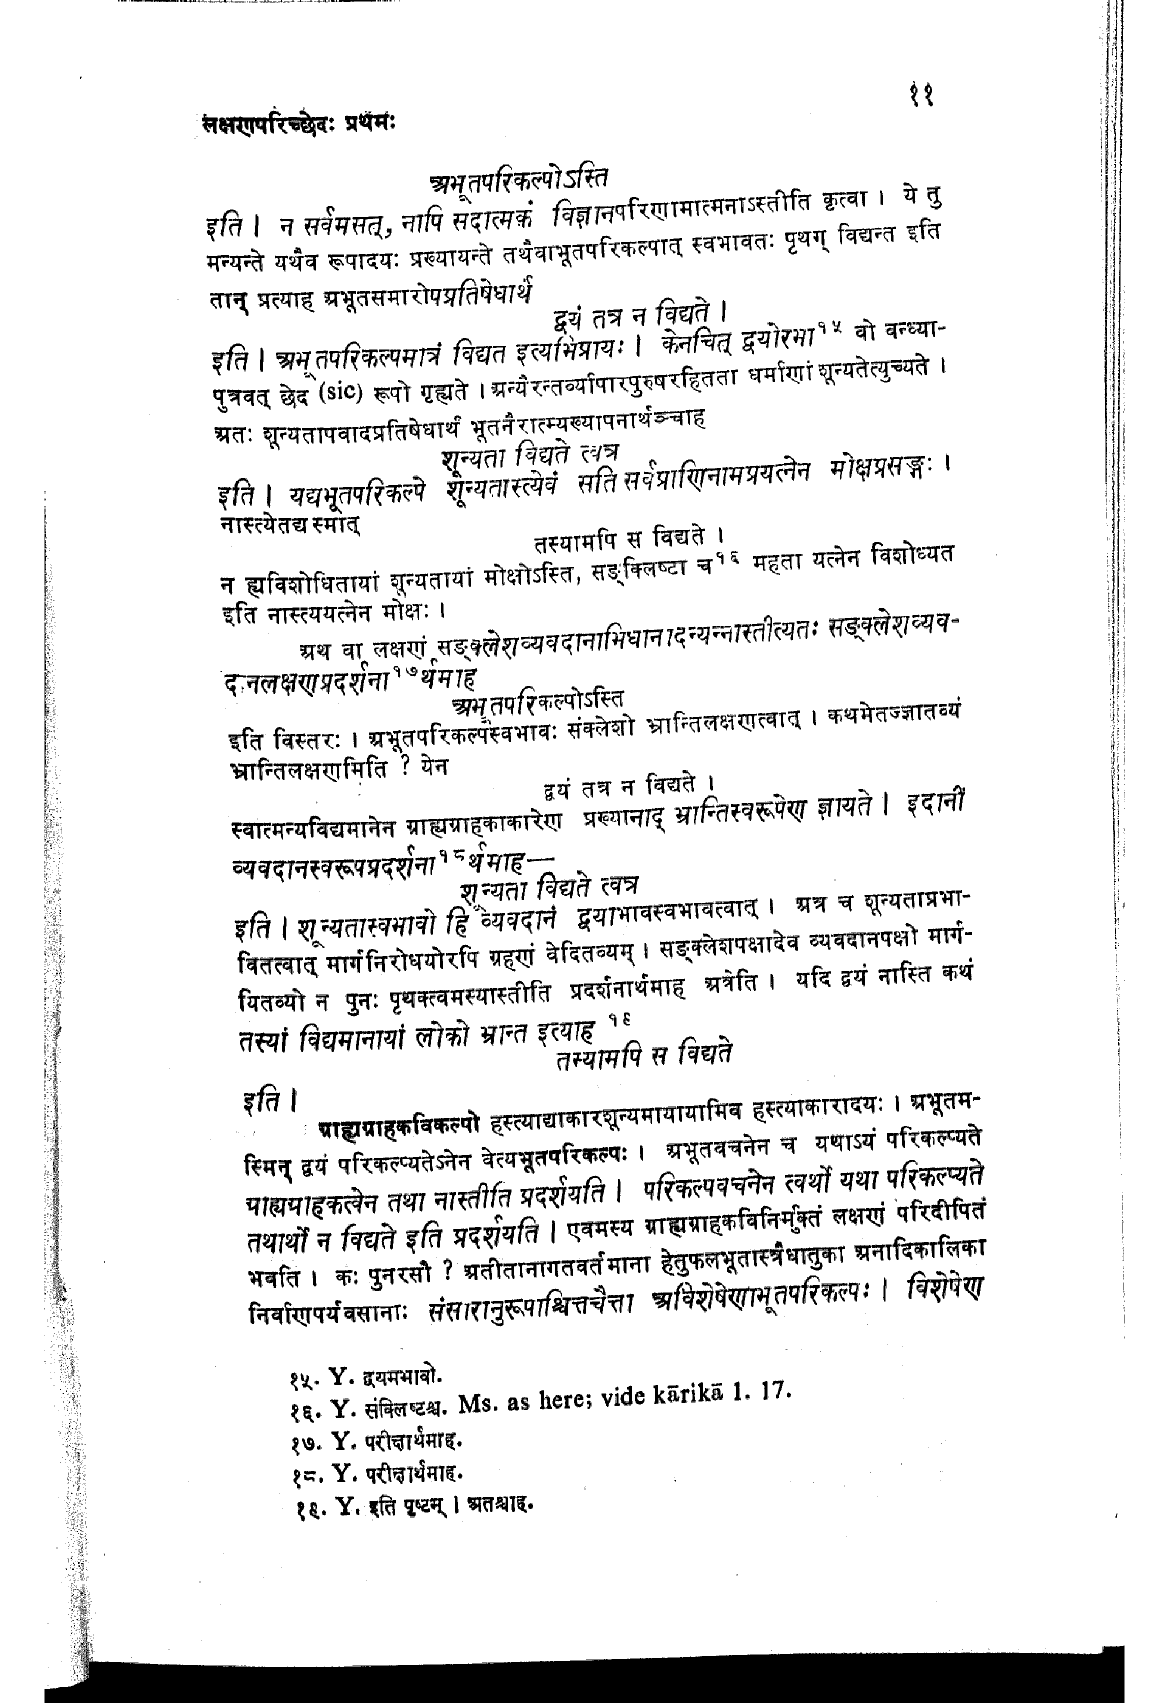 ११
लक्षणपरिच्छेदः प्रथमः
अभूतपरिकल्पोऽस्ति
इति । न सर्वमसत्, नापि सदात्मकं विज्ञानपरिणामात्मनाऽस्तीति कृत्वा । ये तु
मन्यन्ते यथैव रूपादयः प्रख्यायन्ते तथैवाभूतपरिकल्पात् स्वभावतः पृथग् विद्यन्त इति
तान् प्रत्याह अभूतसमारोपप्रतिषेधार्थं
द्वयं तत्र न विद्यते ।
इति । अभूतपरिकल्पमात्रं विद्यत इत्यभिप्रायः । केनचित् द्वयोरभा१५ वो वन्ध्या-
पुत्रवत् छेद (sic) रूपो गृह्यते । अन्यैरन्तर्व्यापारपुरुषरहितता धर्माणां शून्यतेत्युच्यते ।
अतः शून्यतापवादप्रतिषेधार्थं भूतनैरात्म्यख्यापनार्थञ्चाह
शून्यता विद्यते त्वत्र
इति । यद्यभूतपरिकल्पे शून्यतास्त्येवं सति सर्वप्राणिनामप्रयत्नेन मोक्षप्रसङ्गः ।
नास्त्येतद्यस्मात्
तस्यामपि स विद्यते ।
न ह्यविशोधितायां शून्यतायां मोक्षोऽस्ति, सङ्क्लिष्टा च१६ महता यत्नेन विशोध्यत
इति नास्त्ययत्नेन मोक्षः ।
अथ वा लक्षणं सङ्क्लेशव्यवदानाभिधानादन्यन्नास्तीत्यतः सङ्क्लेशव्यव-
दानलक्षणप्रदर्शना१७र्थमाह
अभूतपरिकल्पोऽस्ति
इति विस्तरः । अभूतपरिकल्पस्वभावः संक्लेशो भ्रान्तिलक्षणत्वात् । कथमेतज्ज्ञातव्यं
भ्रान्तिलक्षणमिति ? येन
द्वयं तत्र न विद्यते ।
स्वात्मन्यविद्यमानेन ग्राह्यग्राहकाकारेण प्रख्यानाद् भ्रान्तिस्वरूपेण ज्ञायते । इदानीं
व्यवदानस्वरूपप्रदर्शना१८र्थमाह—
शून्यता विद्यते त्वत्र
इति । शून्यतास्वभावो हि व्यवदानं द्वयाभावस्वभावत्वात् । अत्र च शून्यताप्रभा-
वितत्वात् मार्गनिरोधयोरपि ग्रहणं वेदितव्यम् । सङ्क्लेशपक्षादेव व्यवदानपक्षो मार्ग-
यितव्यो न पुनः पृथक्त्वमस्यास्तीति प्रदर्शनार्थमाह अत्रेति । यदि द्वयं नास्ति कथं
तस्यां विद्यमानायां लोको भ्रान्त इत्याह १९
तस्यामपि स विद्यते
इति ।
ग्राह्यग्राहकविकल्पो हस्त्याद्याकारशून्यमायायामिव हस्त्याकारादयः । अभूतम-
स्मिन् द्वयं परिकल्प्यतेऽनेन वेत्यभूतपरिकल्पः । अभूतवचनेन च यथाऽयं परिकल्प्यते
ग्राह्यग्राहकत्वेन तथा नास्तीति प्रदर्शयति । परिकल्पवचनेन त्वर्थो यथा परिकल्प्यते
तथार्थो न विद्यते इति प्रदर्शयति । एवमस्य ग्राह्यग्राहकविनिर्मुक्तं लक्षणं परिदीपितं
भवति । कः पुनरसौ ? अतीतानागतवर्तमाना हेतुफलभूतास्त्रैधातुका अनादिकालिका
निर्वाणपर्यवसानाः संसारानुरूपाश्चित्तचैत्ता अविशेषेणाभूतपरिकल्पः । विशेषेण
१५. Y. द्वयमभावो.
१६. Y. संक्लिष्टश्च. Ms. as here; vide kārikā 1. 17.
१७. Y. परीक्षार्थमाह.
१८. Y. परीक्षार्थमाह.
१९. Y. इति पृष्टम् । अतश्चाह.